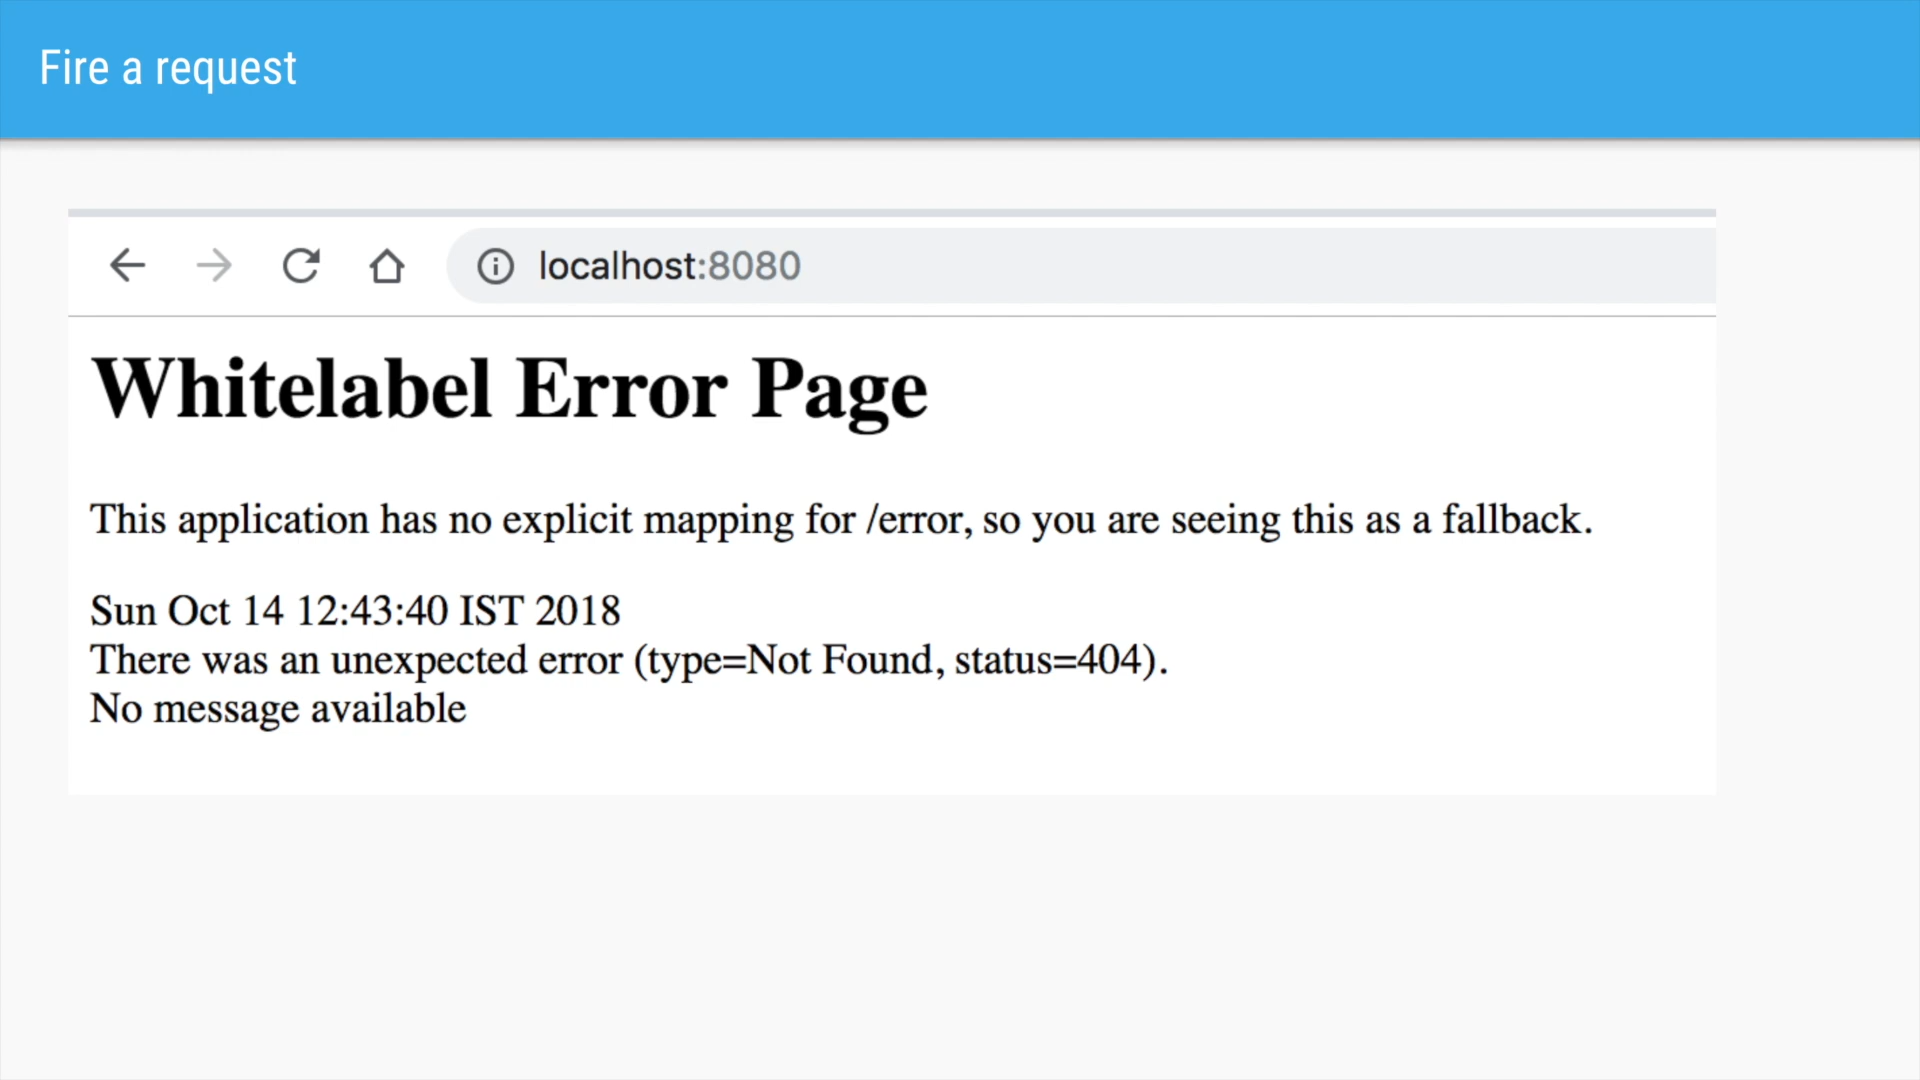 Fire a request
localhost:8080
Whitelabel Error Page
This application has no explicit mapping for /error, so you are seeing this as a fallback.
Sun Oct 14 12:43:40 IST 2018
There was an unexpected error (type=Not Found, status=404).
No message available